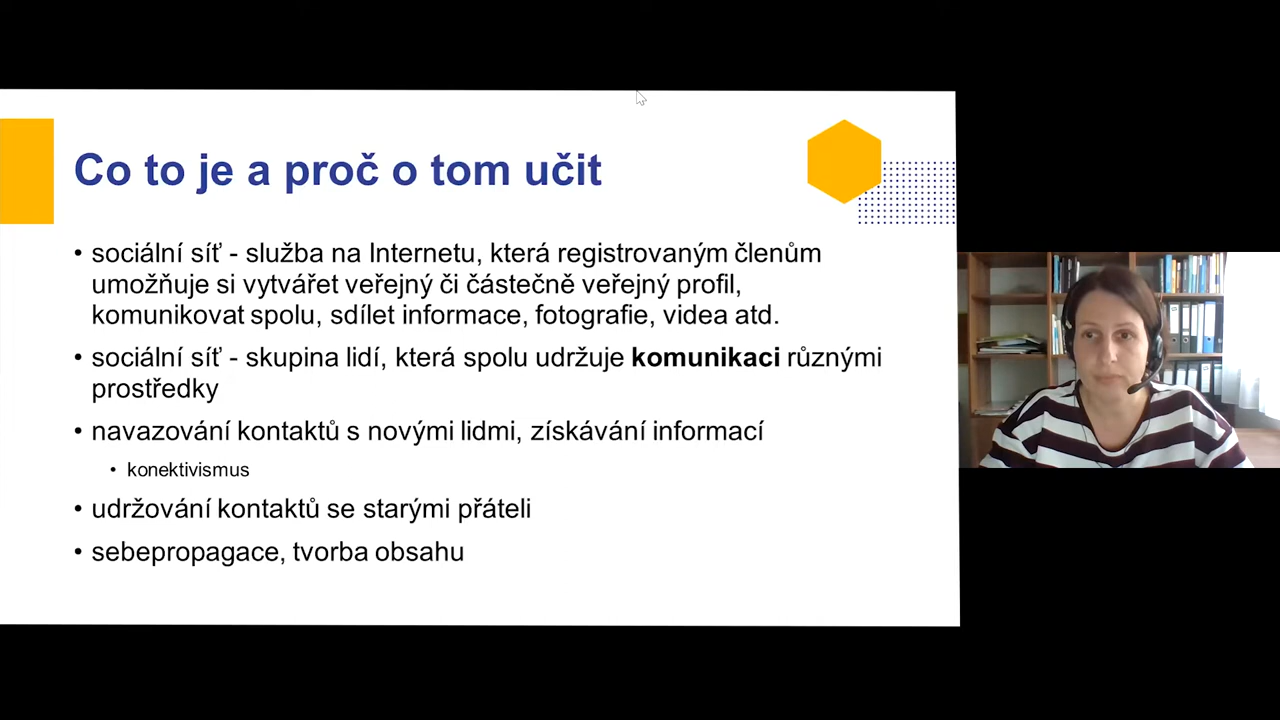 Co to je a proč o tom učit
• sociální síť - služba na Internetu, která registrovaným členům
umožňuje si vytvářet veřejný či částečně veřejný profil,
komunikovat spolu, sdílet informace, fotografie, videa atd.
• sociální síť - skupina lidí, která spolu udržuje komunikaci různými
prostředky
• navazování kontaktů s novými lidmi, získávání informací
• konektivismus
• udržování kontaktů se starými přáteli
• sebepropagace, tvorba obsahu